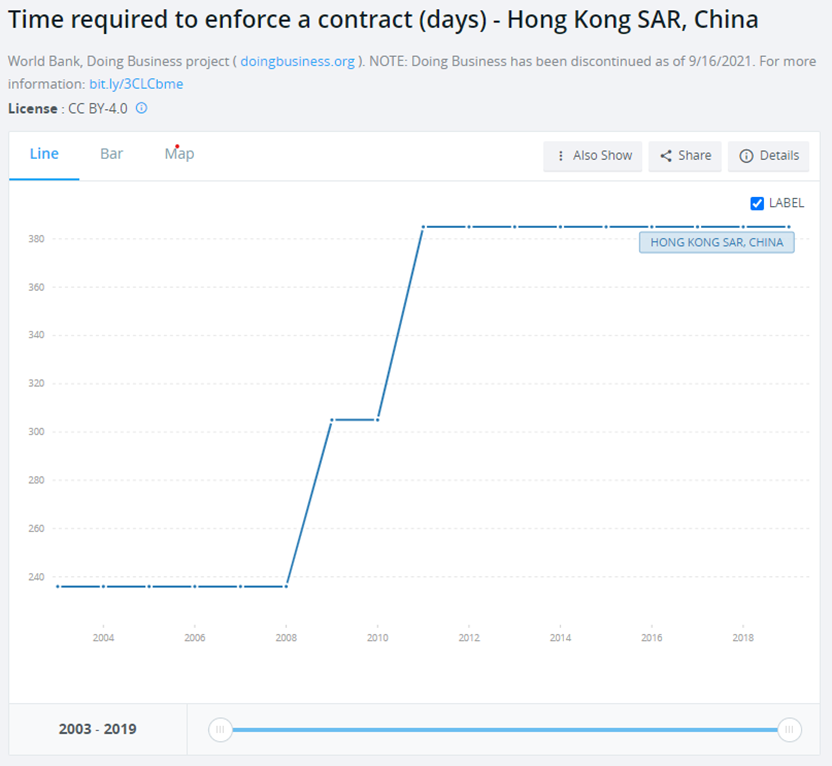 Time required to enforce a contract (days) - Hong Kong SAR, China
World Bank, Doing Business project ( doingbusiness.org ). NOTE: Doing Business has been discontinued as of 9/16/2021. For more
information: bit.ly/3CLCbme
License : CC BY-4.0
Line Bar Map Also Show Share Details
LABEL
380
HONG KONG SAR, CHINA
360
340
320
300
280
260
240
2004 2006 2008 2010 2012 2014 2016 2018
2003 - 2019